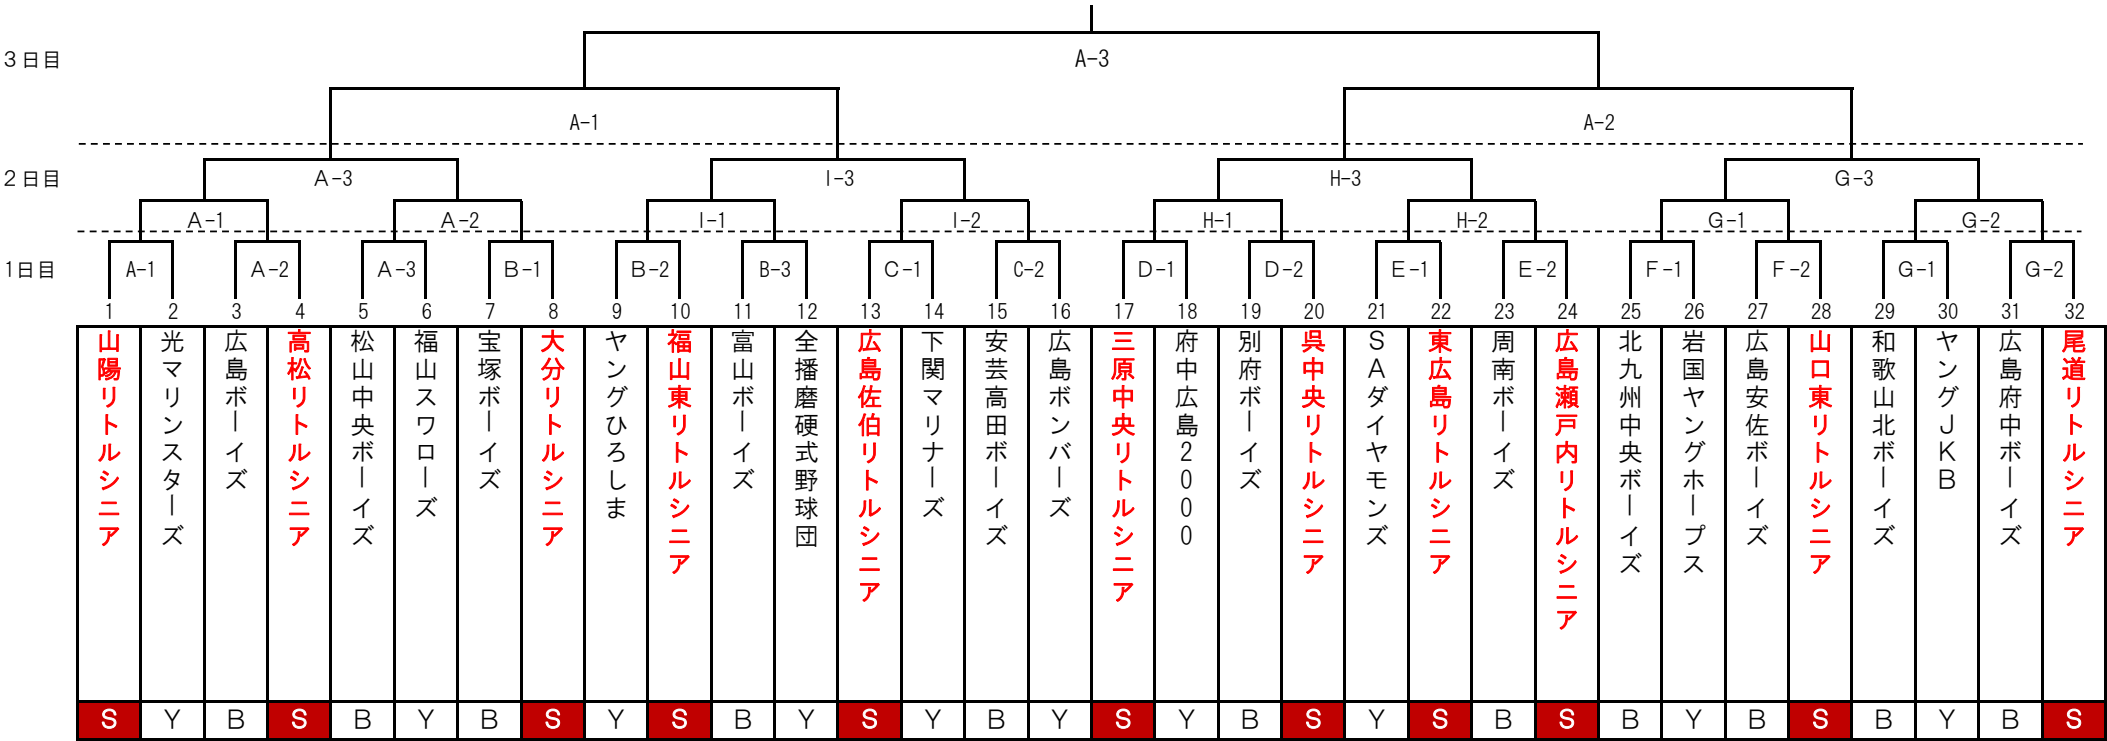 3日目
A-3
A-1
A-2
2日目
A-3
I-3
H-3
G-3
A-1
A-2
I-1
I-2
H-1
H-2
G-1
G-2
1日目
A-1
A-2
A-3
B-1
B-2
B-3
C-1
C-2
D-1
D-2
E-1
E-2
F-1
F-2
G-1
G-2
1 2 3 4 5 6 7 8 9 10 11 12 13 14 15 16 17 18 19 20 21 22 23 24 25 26 27 28 29 30 31 32
山陽リトルシニア
光マリンスターズ
広島ボーイズ
高松リトルシニア
松山中央ボーイズ
福山スワローズ
宝塚ボーイズ
大分リトルシニア
ヤングひろしま
福山東リトルシニア
富山ボーイズ
全播磨硬式野球団
広島佐伯リトルシニア
下関マリナーズ
安芸高田ボーイズ
広島ボンバーズ
三原中央リトルシニア
府中広島2000
別府ボーイズ
呉中央リトルシニア
SAダイヤモンズ
東広島リトルシニア
周南ボーイズ
広島瀬戸内リトルシニア
北九州中央ボーイズ
岩国ヤングホープス
広島安佐ボーイズ
山口東リトルシニア
和歌山北ボーイズ
ヤングJKB
広島府中ボーイズ
尾道リトルシニア
S Y B S B Y B S Y S B Y S Y B Y S Y B S Y S B S B Y B S B Y B S